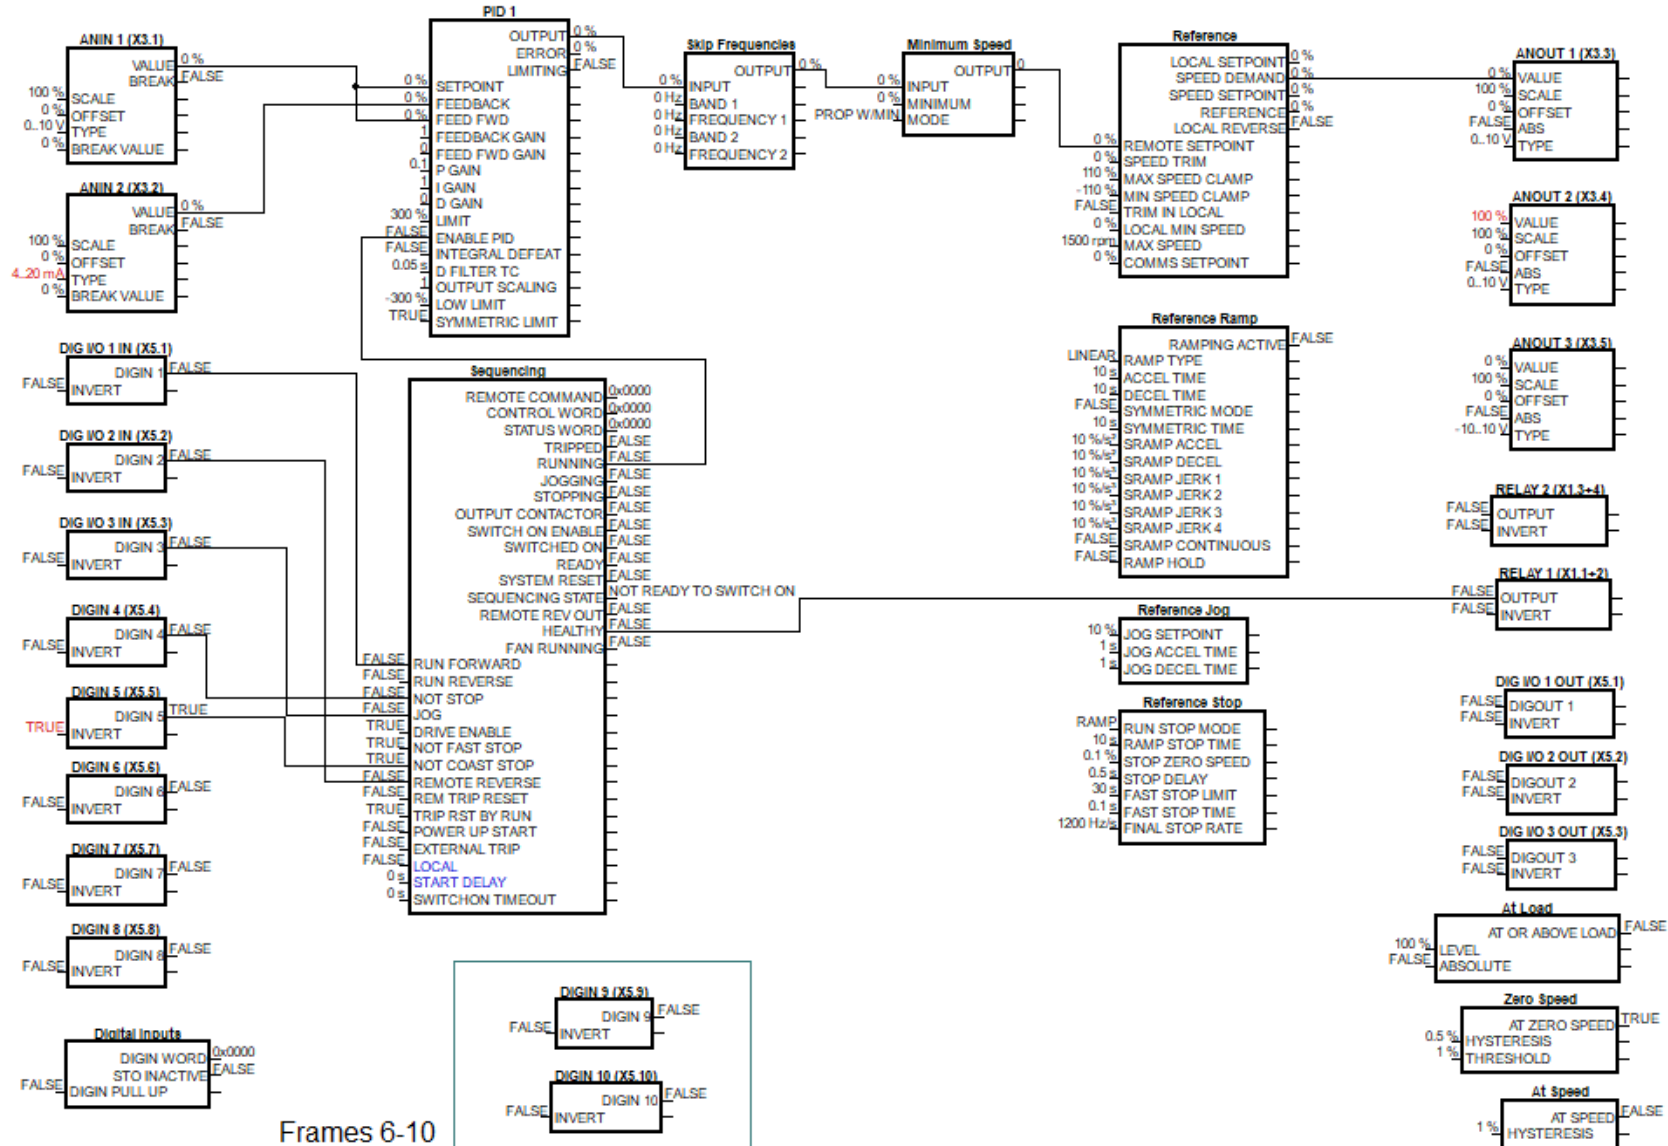 ANIN 1 (X3.1)
VALUE 0 %
BREAK FALSE
100 % SCALE
0 % OFFSET
0..10 V TYPE
0 % BREAK VALUE
ANIN 2 (X3.2)
VALUE 0 %
BREAK FALSE
100 % SCALE
0 % OFFSET
4..20 mA TYPE
0 % BREAK VALUE
DIG I/O 1 IN (X5.1)
DIGIN 1 FALSE
FALSE INVERT
DIG I/O 2 IN (X5.2)
DIGIN 2 FALSE
FALSE INVERT
DIG I/O 3 IN (X5.3)
DIGIN 3 FALSE
FALSE INVERT
DIGIN 4 (X5.4)
DIGIN 4 FALSE
FALSE INVERT
DIGIN 5 (X5.5)
DIGIN 5 TRUE
TRUE INVERT
DIGIN 6 (X5.6)
DIGIN 6 FALSE
FALSE INVERT
DIGIN 7 (X5.7)
DIGIN 7 FALSE
FALSE INVERT
DIGIN 8 (X5.8)
DIGIN 8 FALSE
FALSE INVERT
Digital Inputs
DIGIN WORD 0x0000
STO INACTIVE FALSE
FALSE DIGIN PULL UP
PID 1
OUTPUT 0 %
ERROR 0 %
LIMITING FALSE
0 % SETPOINT
0 % FEEDBACK
0 % FEED FWD
1 FEEDBACK GAIN
0 FEED FWD GAIN
0.1 P GAIN
1 I GAIN
0 D GAIN
300 % LIMIT
FALSE ENABLE PID
FALSE INTEGRAL DEFEAT
0.05 s D FILTER TC
1 OUTPUT SCALING
-300 % LOW LIMIT
TRUE SYMMETRIC LIMIT
Sequencing
REMOTE COMMAND 0x0000
CONTROL WORD 0x0000
STATUS WORD 0x0000
TRIPPED FALSE
RUNNING FALSE
JOGGING FALSE
STOPPING FALSE
OUTPUT CONTACTOR FALSE
SWITCH ON ENABLE FALSE
SWITCHED ON FALSE
READY FALSE
SYSTEM RESET FALSE
SEQUENCING STATE NOT READY TO SWITCH ON
REMOTE REV OUT FALSE
HEALTHY FALSE
FAN RUNNING FALSE
FALSE RUN FORWARD
FALSE RUN REVERSE
FALSE NOT STOP
FALSE JOG
TRUE DRIVE ENABLE
TRUE NOT FAST STOP
TRUE NOT COAST STOP
FALSE REMOTE REVERSE
FALSE REM TRIP RESET
TRUE TRIP RST BY RUN
FALSE POWER UP START
FALSE EXTERNAL TRIP
FALSE LOCAL
0 s START DELAY
0 s SWITCHON TIMEOUT
DIGIN 9 (X5.9)
DIGIN 9 FALSE
FALSE INVERT
DIGIN 10 (X5.10)
DIGIN 10 FALSE
FALSE INVERT
Frames 6-10
Skip Frequencies
OUTPUT 0 %
0 % INPUT
0 Hz BAND 1
0 Hz FREQUENCY 1
0 Hz BAND 2
0 Hz FREQUENCY 2
Minimum Speed
OUTPUT 0
0 % INPUT
0 % MINIMUM
PROP W/MIN MODE
Reference
LOCAL SETPOINT 0 %
SPEED DEMAND 0 %
SPEED SETPOINT 0 %
REFERENCE 0 %
LOCAL REVERSE FALSE
0 % REMOTE SETPOINT
0 % SPEED TRIM
110 % MAX SPEED CLAMP
-110 % MIN SPEED CLAMP
FALSE TRIM IN LOCAL
0 % LOCAL MIN SPEED
1500 rpm MAX SPEED
0 % COMMS SETPOINT
Reference Ramp
RAMPING ACTIVE FALSE
LINEAR RAMP TYPE
10 s ACCEL TIME
10 s DECEL TIME
FALSE SYMMETRIC MODE
10 s SYMMETRIC TIME
10 %/s² SRAMP ACCEL
10 %/s² SRAMP DECEL
10 %/s³ SRAMP JERK 1
10 %/s³ SRAMP JERK 2
10 %/s³ SRAMP JERK 3
10 %/s³ SRAMP JERK 4
FALSE SRAMP CONTINUOUS
FALSE RAMP HOLD
Reference Jog
10 % JOG SETPOINT
1 s JOG ACCEL TIME
1 s JOG DECEL TIME
Reference Stop
RAMP RUN STOP MODE
10 s RAMP STOP TIME
0.1 % STOP ZERO SPEED
0.5 s STOP DELAY
30 s FAST STOP LIMIT
0.1 s FAST STOP TIME
1200 Hz/s FINAL STOP RATE
ANOUT 1 (X3.3)
0 % VALUE
100 % SCALE
0 % OFFSET
FALSE ABS
0..10 V TYPE
ANOUT 2 (X3.4)
100 % VALUE
100 % SCALE
0 % OFFSET
FALSE ABS
0..10 V TYPE
ANOUT 3 (X3.5)
0 % VALUE
100 % SCALE
0 % OFFSET
FALSE ABS
-10..10 V TYPE
RELAY 2 (X1.3+4)
FALSE OUTPUT
FALSE INVERT
RELAY 1 (X1.1+2)
FALSE OUTPUT
FALSE INVERT
DIG I/O 1 OUT (X5.1)
FALSE DIGOUT 1
FALSE INVERT
DIG I/O 2 OUT (X5.2)
FALSE DIGOUT 2
FALSE INVERT
DIG I/O 3 OUT (X5.3)
FALSE DIGOUT 3
FALSE INVERT
At Load
AT OR ABOVE LOAD FALSE
100 % LEVEL
FALSE ABSOLUTE
Zero Speed
AT ZERO SPEED TRUE
0.5 % HYSTERESIS
1 % THRESHOLD
At Speed
AT SPEED FALSE
1 % HYSTERESIS